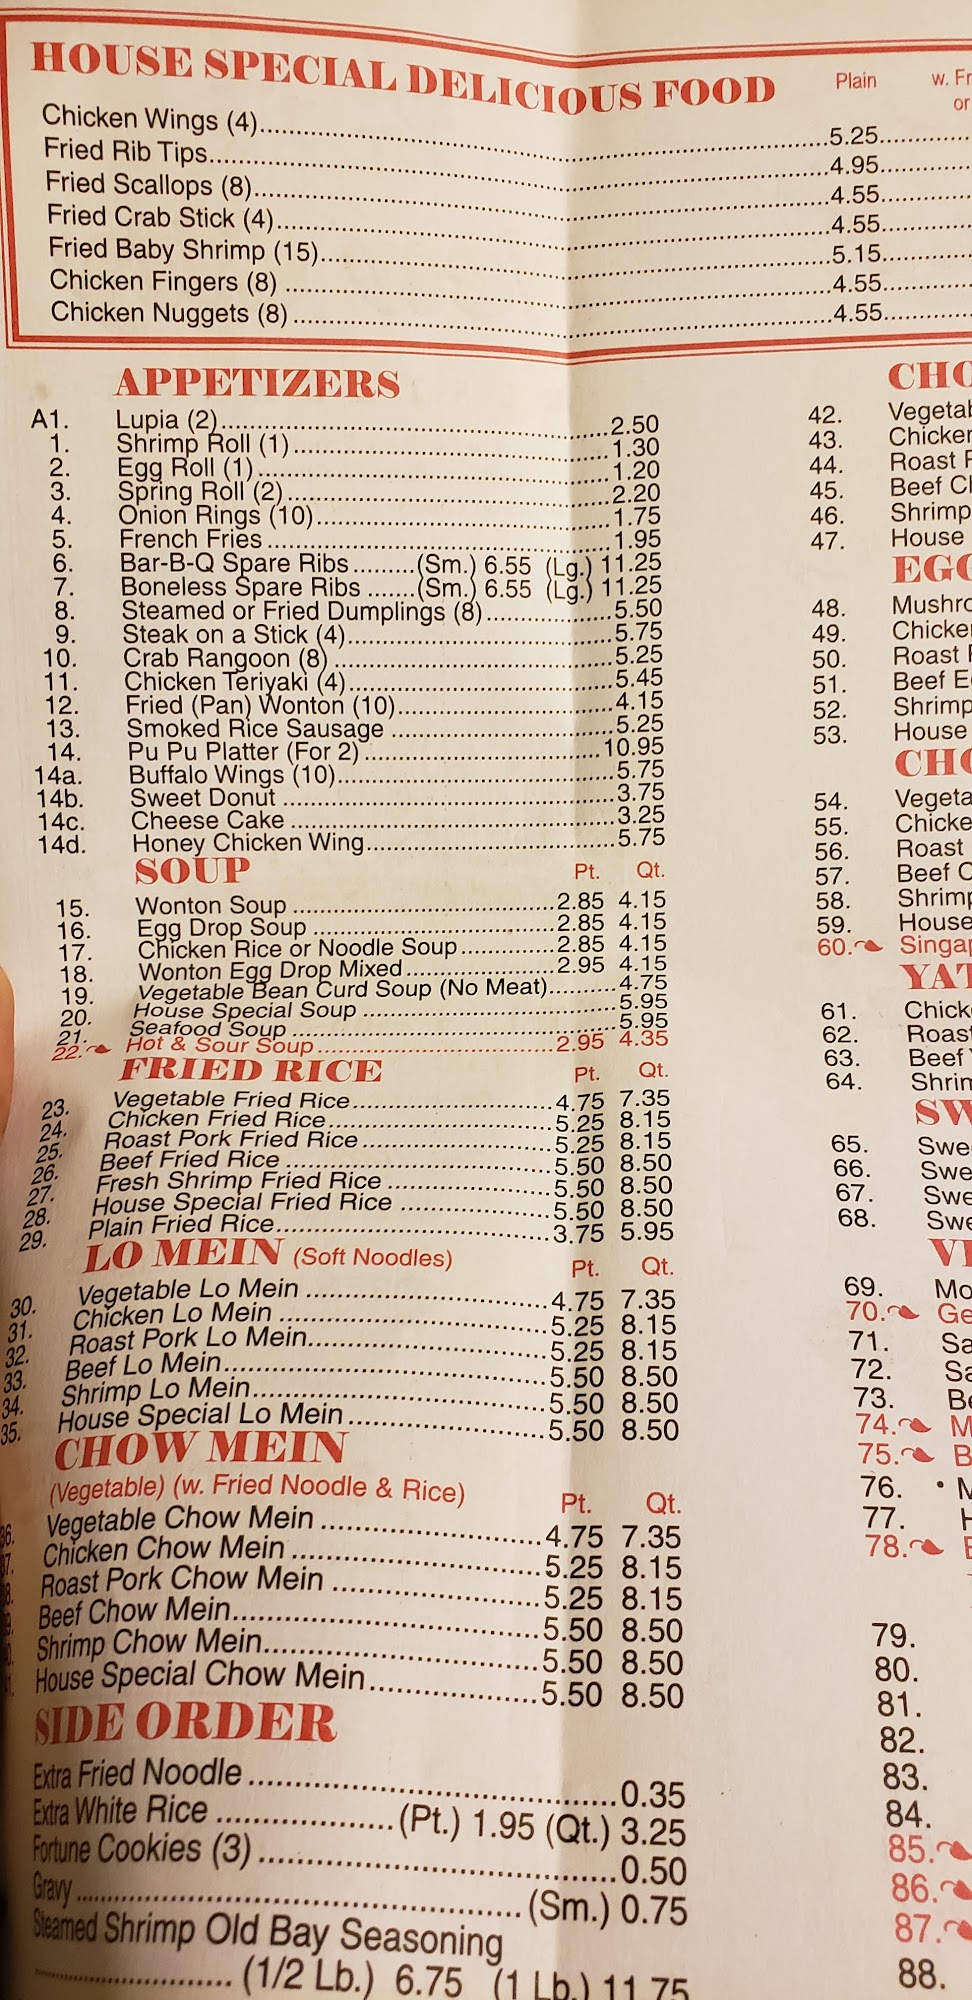 HOUSE SPECIAL DELICIOUS FOOD Plain w. Fr
or
Chicken Wings (4) 5.25
Fried Rib Tips 4.95
Fried Scallops (8) 4.55
Fried Crab Stick (4) 4.55
Fried Baby Shrimp (15) 5.15
Chicken Fingers (8) 4.55
Chicken Nuggets (8) 4.55
APPETIZERS
A1. Lupia (2) 2.50
1. Shrimp Roll (1) 1.30
2. Egg Roll (1) 1.20
3. Spring Roll (2) 2.20
4. Onion Rings (10) 1.75
5. French Fries 1.95
6. Bar-B-Q Spare Ribs (Sm.) 6.55 (Lg.) 11.25
7. Boneless Spare Ribs (Sm.) 6.55 (Lg.) 11.25
8. Steamed or Fried Dumplings (8) 5.50
9. Steak on a Stick (4) 5.75
10. Crab Rangoon (8) 5.25
11. Chicken Teriyaki (4) 5.45
12. Fried (Pan) Wonton (10) 4.15
13. Smoked Rice Sausage 5.25
14. Pu Pu Platter (For 2) 10.95
14a. Buffalo Wings (10) 5.75
14b. Sweet Donut 3.75
14c. Cheese Cake 3.25
14d. Honey Chicken Wing 5.75
SOUP Pt. Qt.
15. Wonton Soup 2.85 4.15
16. Egg Drop Soup 2.85 4.15
17. Chicken Rice or Noodle Soup 2.85 4.15
18. Wonton Egg Drop Mixed 2.95 4.15
19. Vegetable Bean Curd Soup (No Meat) 4.75
20. House Special Soup 5.95
21. Seafood Soup 5.95
22. Hot & Sour Soup 2.95 4.35
FRIED RICE Pt. Qt.
23. Vegetable Fried Rice 4.75 7.35
24. Chicken Fried Rice 5.25 8.15
25. Roast Pork Fried Rice 5.25 8.15
26. Beef Fried Rice 5.50 8.50
27. Fresh Shrimp Fried Rice 5.50 8.50
28. House Special Fried Rice 5.50 8.50
29. Plain Fried Rice 3.75 5.95
LO MEIN (Soft Noodles) Pt. Qt.
30. Vegetable Lo Mein 4.75 7.35
31. Chicken Lo Mein 5.25 8.15
32. Roast Pork Lo Mein 5.25 8.15
33. Beef Lo Mein 5.50 8.50
34. Shrimp Lo Mein 5.50 8.50
35. House Special Lo Mein 5.50 8.50
CHOW MEIN
(Vegetable) (w. Fried Noodle & Rice) Pt. Qt.
Vegetable Chow Mein 4.75 7.35
Chicken Chow Mein 5.25 8.15
Roast Pork Chow Mein 5.25 8.15
Beef Chow Mein 5.50 8.50
Shrimp Chow Mein 5.50 8.50
House Special Chow Mein 5.50 8.50
SIDE ORDER
Extra Fried Noodle 0.35
Extra White Rice (Pt.) 1.95 (Qt.) 3.25
Fortune Cookies (3) 0.50
Gravy (Sm.) 0.75
Steamed Shrimp Old Bay Seasoning
(1/2 Lb.) 6.75 (1 Lb.) 11.75
CHO
42. Vegetab
43. Chicken
44. Roast P
45. Beef Ch
46. Shrimp
47. House
EGG
48. Mushro
49. Chicken
50. Roast
51. Beef E
52. Shrimp
53. House
CHO
54. Vegeta
55. Chicke
56. Roast
57. Beef C
58. Shrimp
59. House
60. Singap
YAT
61. Chick
62. Roast
63. Beef
64. Shrim
SW
65. Swe
66. Swe
67. Swe
68. Swe
VE
69. Mo
70. Ge
71. Sa
72. Sa
73. Be
74. M
75. B
76. • M
77. H
78.
79.
80.
81.
82.
83.
84.
85.
86.
87.
88.